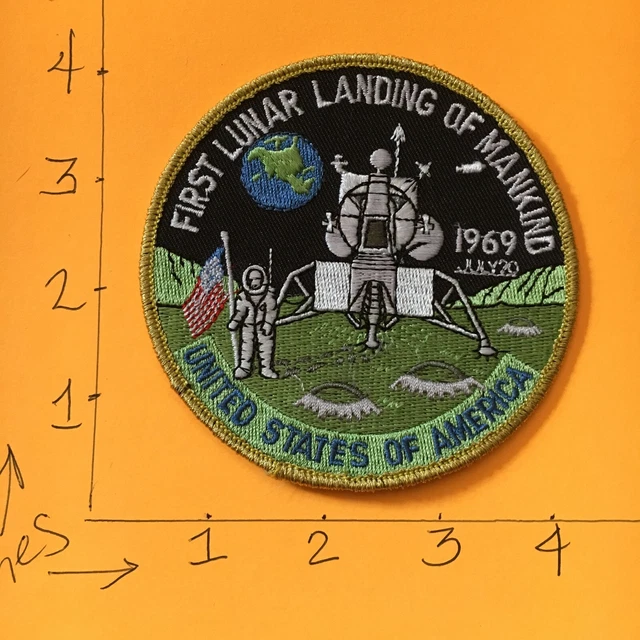 FIRST LUNAR LANDING OF MANKIND
1969
JULY 20
UNITED STATES OF AMERICA
4
3
2
1
1 2 3 4